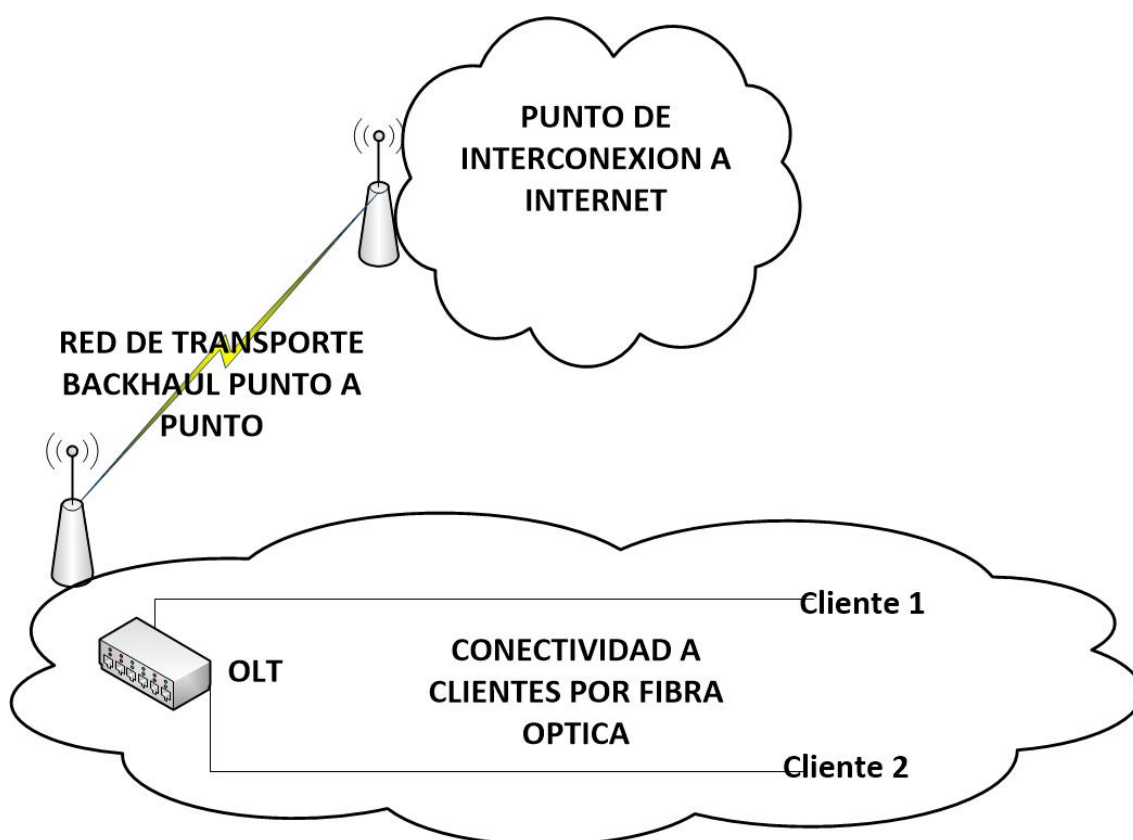 PUNTO DE
INTERCONEXION A
INTERNET
RED DE TRANSPORTE
BACKHAUL PUNTO A
PUNTO
Cliente 1
OLT
CONECTIVIDAD A
CLIENTES POR FIBRA
OPTICA
Cliente 2